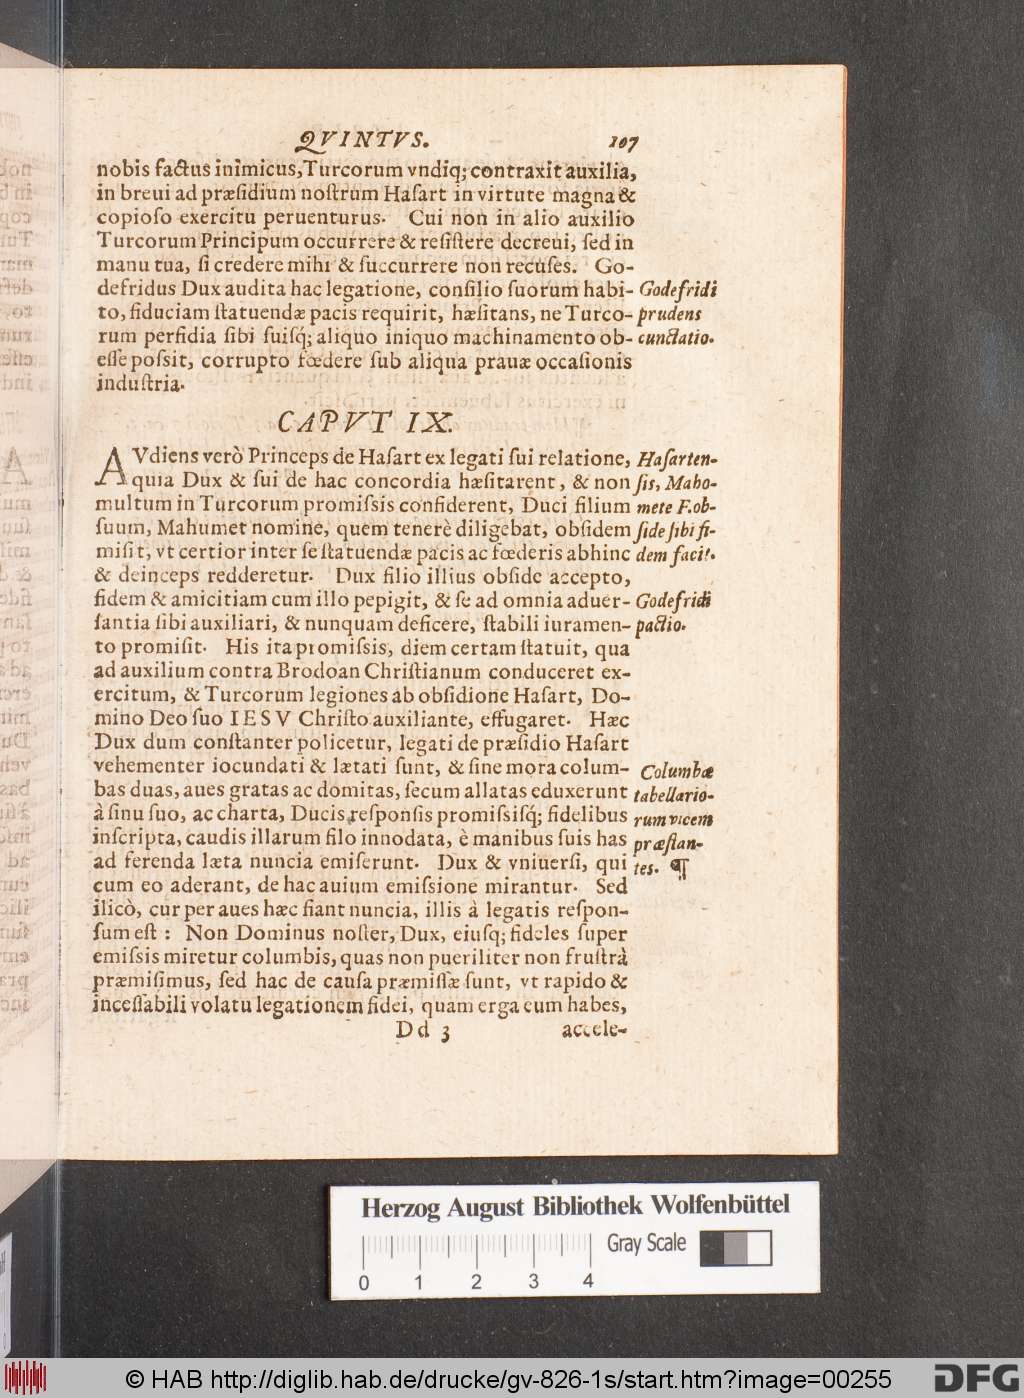 QVINTVS. 107
nobis factus inimicus, Turcorum vndiq; contraxit auxilia,
in breui ad præsidium nostrum Hasart in virtute magna &
copioso exercitu peruenturus. Cui non in alio auxilio
Turcorum Principum occurrere & resistere decreui, sed in
manu tua, si credere mihi & succurrere non recuses. Go-
defridus Dux audita hac legatione, consilio suorum habi- Godefridi
to, fiduciam statuendæ pacis requirit, hæsitans, ne Turco- prudens
rum perfidia sibi suisq́; aliquo iniquo machinamento ob- cunctatio.
esse possit, corrupto fœdere sub aliqua prauæ occasionis
industria.
CAPVT IX.
AVdiens verò Princeps de Hasart ex legati sui relatione, Hasarten-
quia Dux & sui de hac concordia hæsitarent, & non sis, Maho-
multum in Turcorum promissis confiderent, Duci filium mete F. ob-
suum, Mahumet nomine, quem tenerè diligebat, obsidem side sibi fi-
misit, vt certior inter se statuendæ pacis ac fœderis abhinc dem facit.
& deinceps redderetur. Dux filio illius obside accepto,
fidem & amicitiam cum illo pepigit, & se ad omnia aduer- Godefridi
santia sibi auxiliari, & nunquam deficere, stabili iuramen- pactio.
to promisit. His ita promissis, diem certam statuit, qua
ad auxilium contra Brodoan Christianum conduceret ex-
ercitum, & Turcorum legiones ab obsidione Hasart, Do-
mino Deo suo IESV Christo auxiliante, effugaret. Hæc
Dux dum constanter policetur, legati de præsidio Hasart
vehementer iocundati & lætati sunt, & sine mora colum- Columbæ
bas duas, aues gratas ac domitas, secum allatas eduxerunt tabellario-
à sinu suo, ac charta, Ducis responsis promissisq́; fidelibus rum vicem
inscripta, caudis illarum filo innodata, è manibus suis has præstan-
ad ferenda læta nuncia emiserunt. Dux & vniuersi, qui tes. ¶
cum eo aderant, de hac auium emissione mirantur. Sed
ilicò, cur per aues hæc fiant nuncia, illis à legatis respon-
sum est : Non Dominus noster, Dux, eiusq; fideles super
emissis miretur columbis, quas non pueriliter non frustrà
præmisimus, sed hac de causa præmissæ sunt, vt rapido &
incessabili volatu legationem fidei, quam erga eum habes,
Dd 3 accele-
Herzog August Bibliothek Wolfenbüttel
Gray Scale
0 1 2 3 4
© HAB http://diglib.hab.de/drucke/gv-826-1s/start.htm?image=00255
DFG